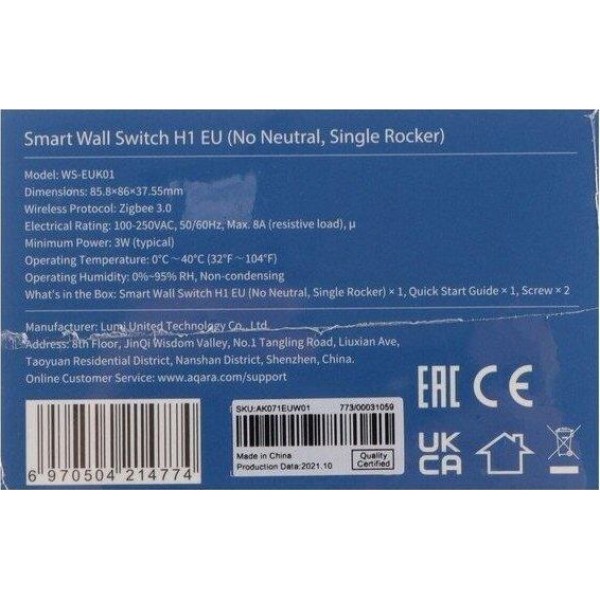 Smart Wall Switch H1 EU (No Neutral, Single Rocker)
Model: WS-EUK01
Dimensions: 85.8×86×37.55mm
Wireless Protocol: Zigbee 3.0
Electrical Rating: 100-250VAC, 50/60Hz, Max. 8A (resistive load), µ
Minimum Power: 3W (typical)
Operating Temperature: 0°C ~ 40°C (32°F ~ 104°F)
Operating Humidity: 0%~95% RH, Non-condensing
What's in the Box: Smart Wall Switch H1 EU (No Neutral, Single Rocker) × 1, Quick Start Guide × 1, Screw × 2
Manufacturer: Lumi United Technology Co., Ltd.
Address: 8th Floor, JinQi Wisdom Valley, No.1 Tangling Road, Liuxian Ave,
Taoyuan Residential District, Nanshan District, Shenzhen, China.
Online Customer Service: www.aqara.com/support
EAC CE
SKU:AK071EUW01 773/00031059
Made in China
Production Data:2021.10
Quality
Certified
UK
CA
6 970504 214774